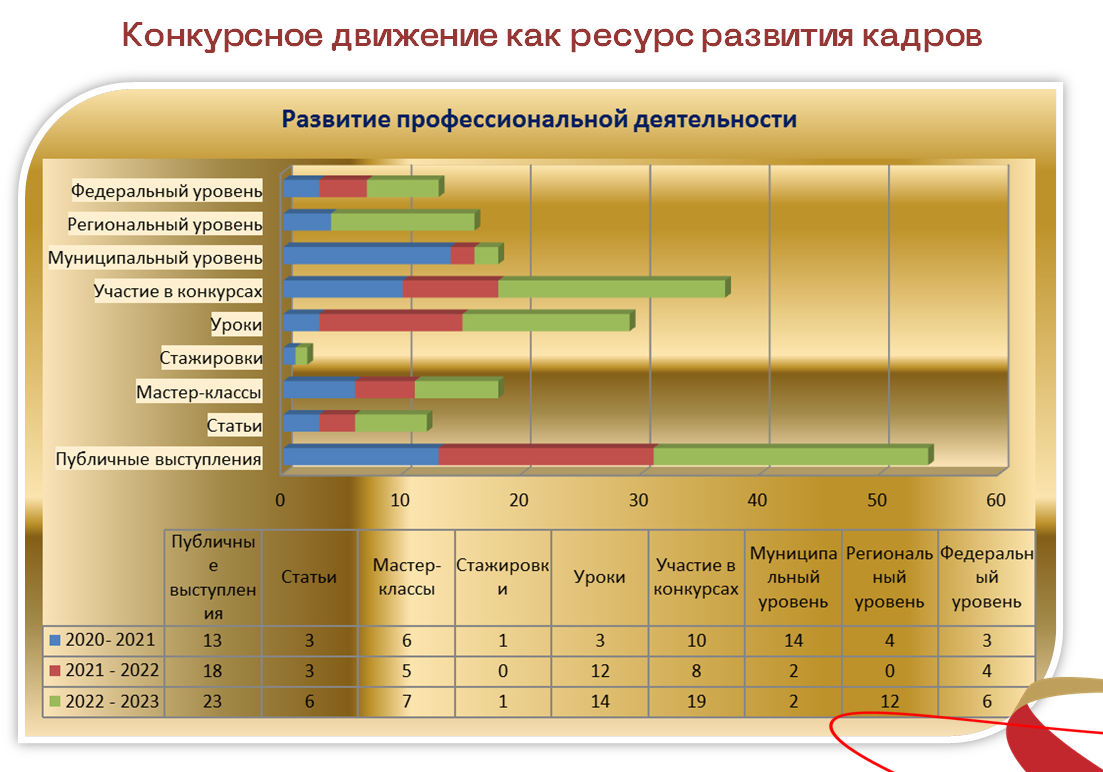 Конкурсное движение как ресурс развития кадров
Развитие профессиональной деятельности
Федеральный уровень
Региональный уровень
Муниципальный уровень
Участие в конкурсах
Уроки
Стажировки
Мастер-классы
Статьи
Публичные выступления
0 10 20 30 40 50 60
Публичны
е
выступлен
ия
Статьи
Мастер-
классы
Стажировк
и
Уроки
Участие в
конкурсах
Муниципа
льный
уровень
Региональ
ный
уровень
Федеральн
ый
уровень
2020- 2021 13 3 6 1 3 10 14 4 3
2021 - 2022 18 3 5 0 12 8 2 0 4
2022 - 2023 23 6 7 1 14 19 2 12 6